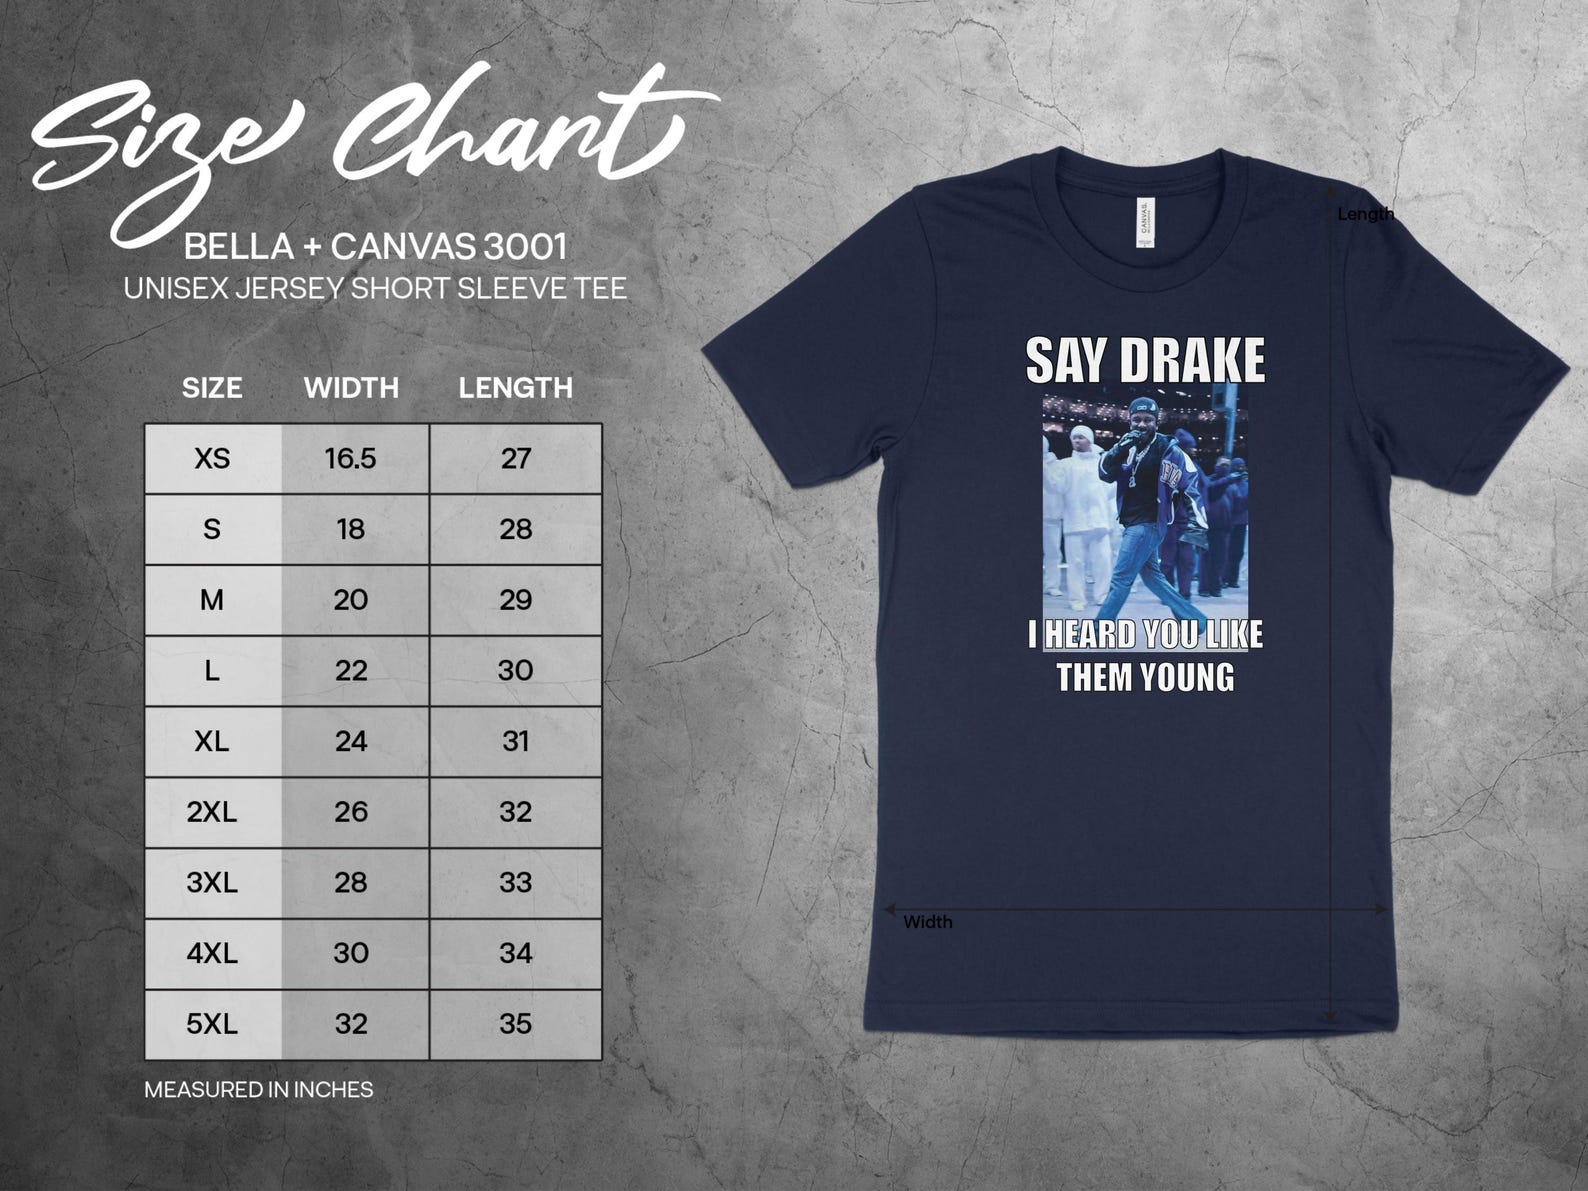 Size Chart
BELLA + CANVAS 3001
UNISEX JERSEY SHORT SLEEVE TEE
SIZE WIDTH LENGTH
XS 16.5 27
S 18 28
M 20 29
L 22 30
XL 24 31
2XL 26 32
3XL 28 33
4XL 30 34
5XL 32 35
MEASURED IN INCHES
CANVAS.
Length
SAY DRAKE
I HEARD YOU LIKE
THEM YOUNG
Width